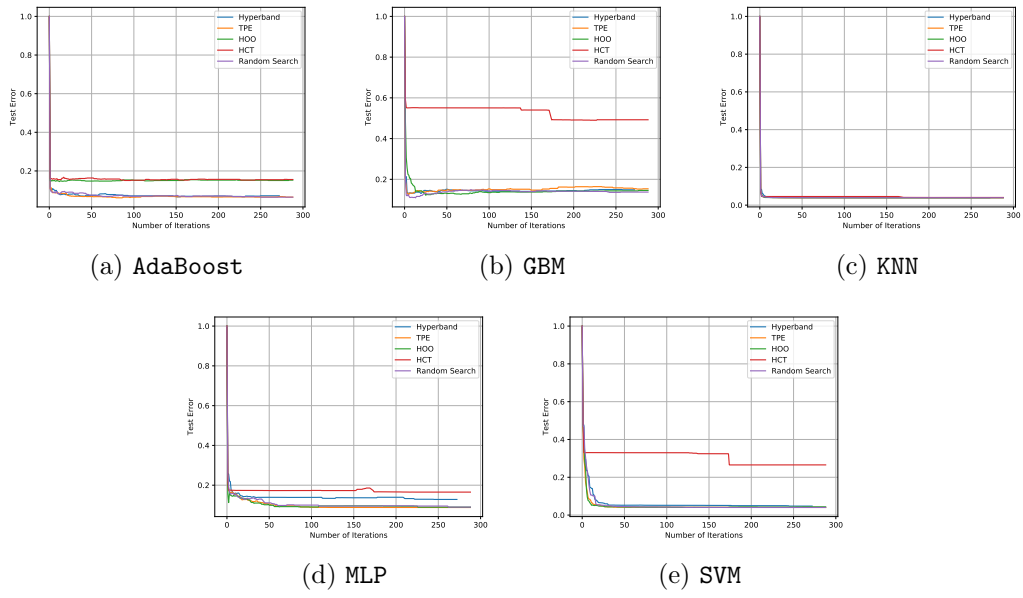 1.0
0.8
0.6
0.4
0.2
Test Error
0
50
100
150
200
250
300
Number of Iterations
Hyperband
TPE
HOO
HCT
Random Search
(a) AdaBoost
1.0
0.8
0.6
0.4
0.2
Test Error
0
50
100
150
200
250
300
Number of Iterations
Hyperband
TPE
HOO
HCT
Random Search
(b) GBM
1.0
0.8
0.6
0.4
0.2
0.0
Test Error
0
50
100
150
200
250
300
Number of Iterations
Hyperband
TPE
HOO
HCT
Random Search
(c) KNN
1.0
0.8
0.6
0.4
0.2
Test Error
0
50
100
150
200
250
300
Number of Iterations
Hyperband
TPE
HOO
HCT
Random Search
(d) MLP
1.0
0.8
0.6
0.4
0.2
0.0
Test Error
0
50
100
150
200
250
300
Number of Iterations
Hyperband
TPE
HOO
HCT
Random Search
(e) SVM